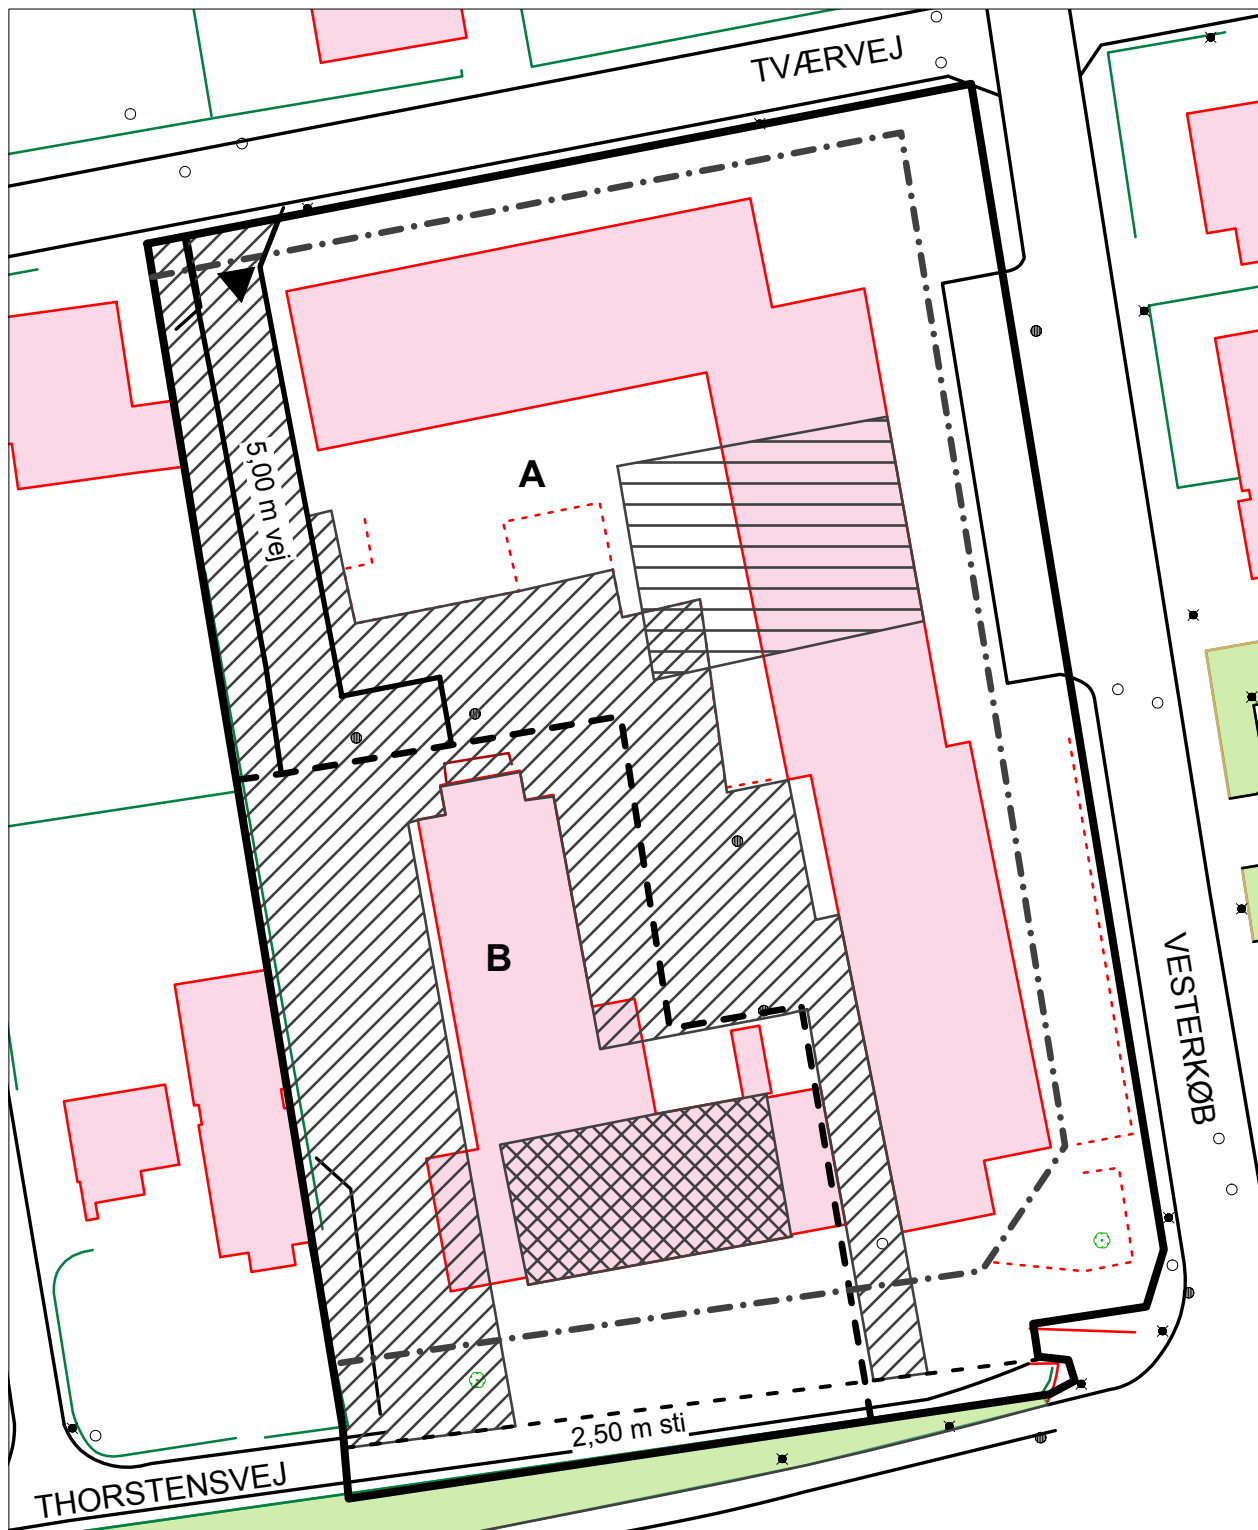 TVÆRVEJ
5,00 m vej
A
B
VESTERKØB
2,50 m sti
THORSTENSVEJ